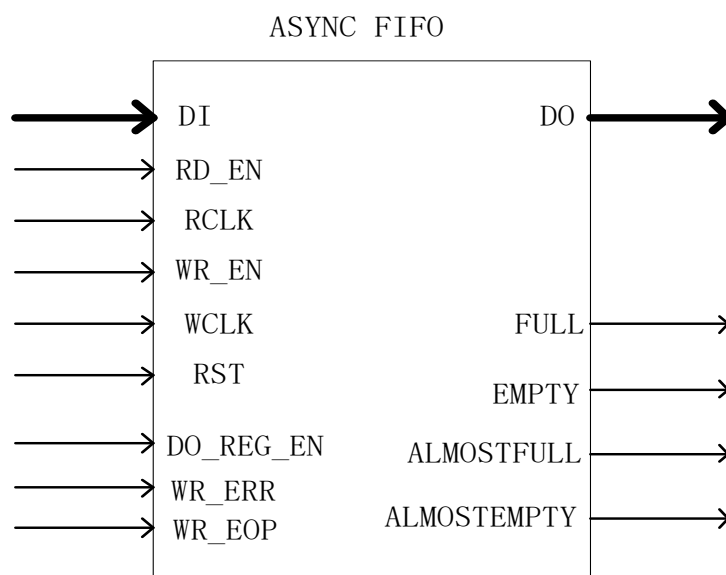 ASYNC FIFO
DI
DO
RD_EN
RCLK
WR_EN
WCLK
FULL
RST
EMPTY
DO_REG_EN
ALMOSTFULL
WR_ERR
ALMOSTEMPTY
WR_EOP